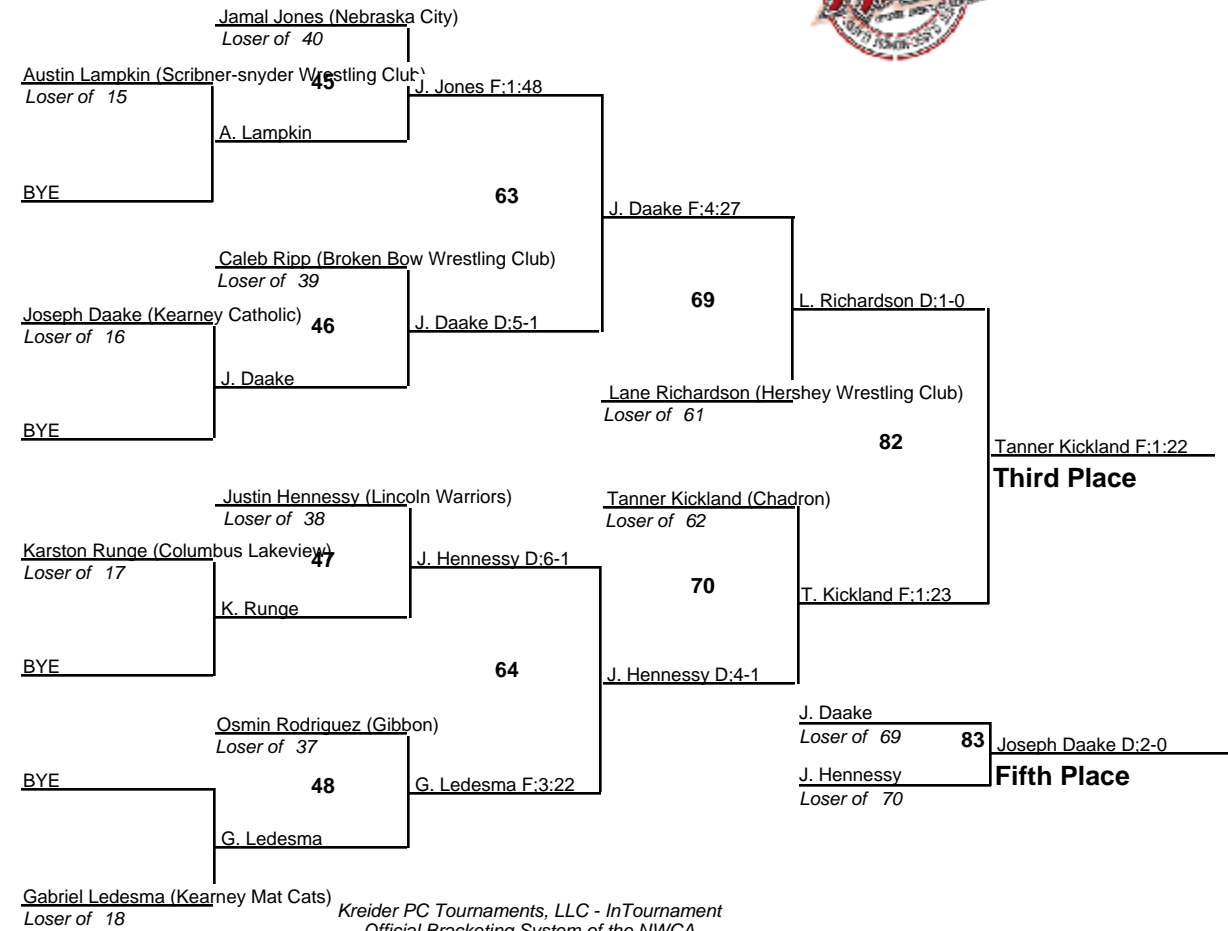 Jamal Jones (Nebraska City)
Loser of 40
Austin Lampkin (Scribner-snyder Wrestling Club)
Loser of 15
45
J. Jones F;1:48
A. Lampkin
BYE
63
J. Daake F;4:27
Caleb Ripp (Broken Bow Wrestling Club)
Loser of 39
Joseph Daake (Kearney Catholic)
Loser of 16
46
J. Daake D;5-1
69
L. Richardson D;1-0
J. Daake
Lane Richardson (Hershey Wrestling Club)
Loser of 61
BYE
82
Tanner Kickland F;1:22
Third Place
Justin Hennessy (Lincoln Warriors)
Loser of 38
Tanner Kickland (Chadron)
Loser of 62
Karston Runge (Columbus Lakeview)
Loser of 17
47
J. Hennessy D;6-1
70
T. Kickland F;1:23
K. Runge
BYE
64
J. Hennessy D;4-1
Osmin Rodriguez (Gibbon)
Loser of 37
J. Daake
Loser of 69
83
Joseph Daake D;2-0
Fifth Place
J. Hennessy
Loser of 70
BYE
48
G. Ledesma F;3:22
G. Ledesma
Gabriel Ledesma (Kearney Mat Cats)
Loser of 18
Kreider PC Tournaments, LLC - InTournament
Official Bracketing System of the NWCA